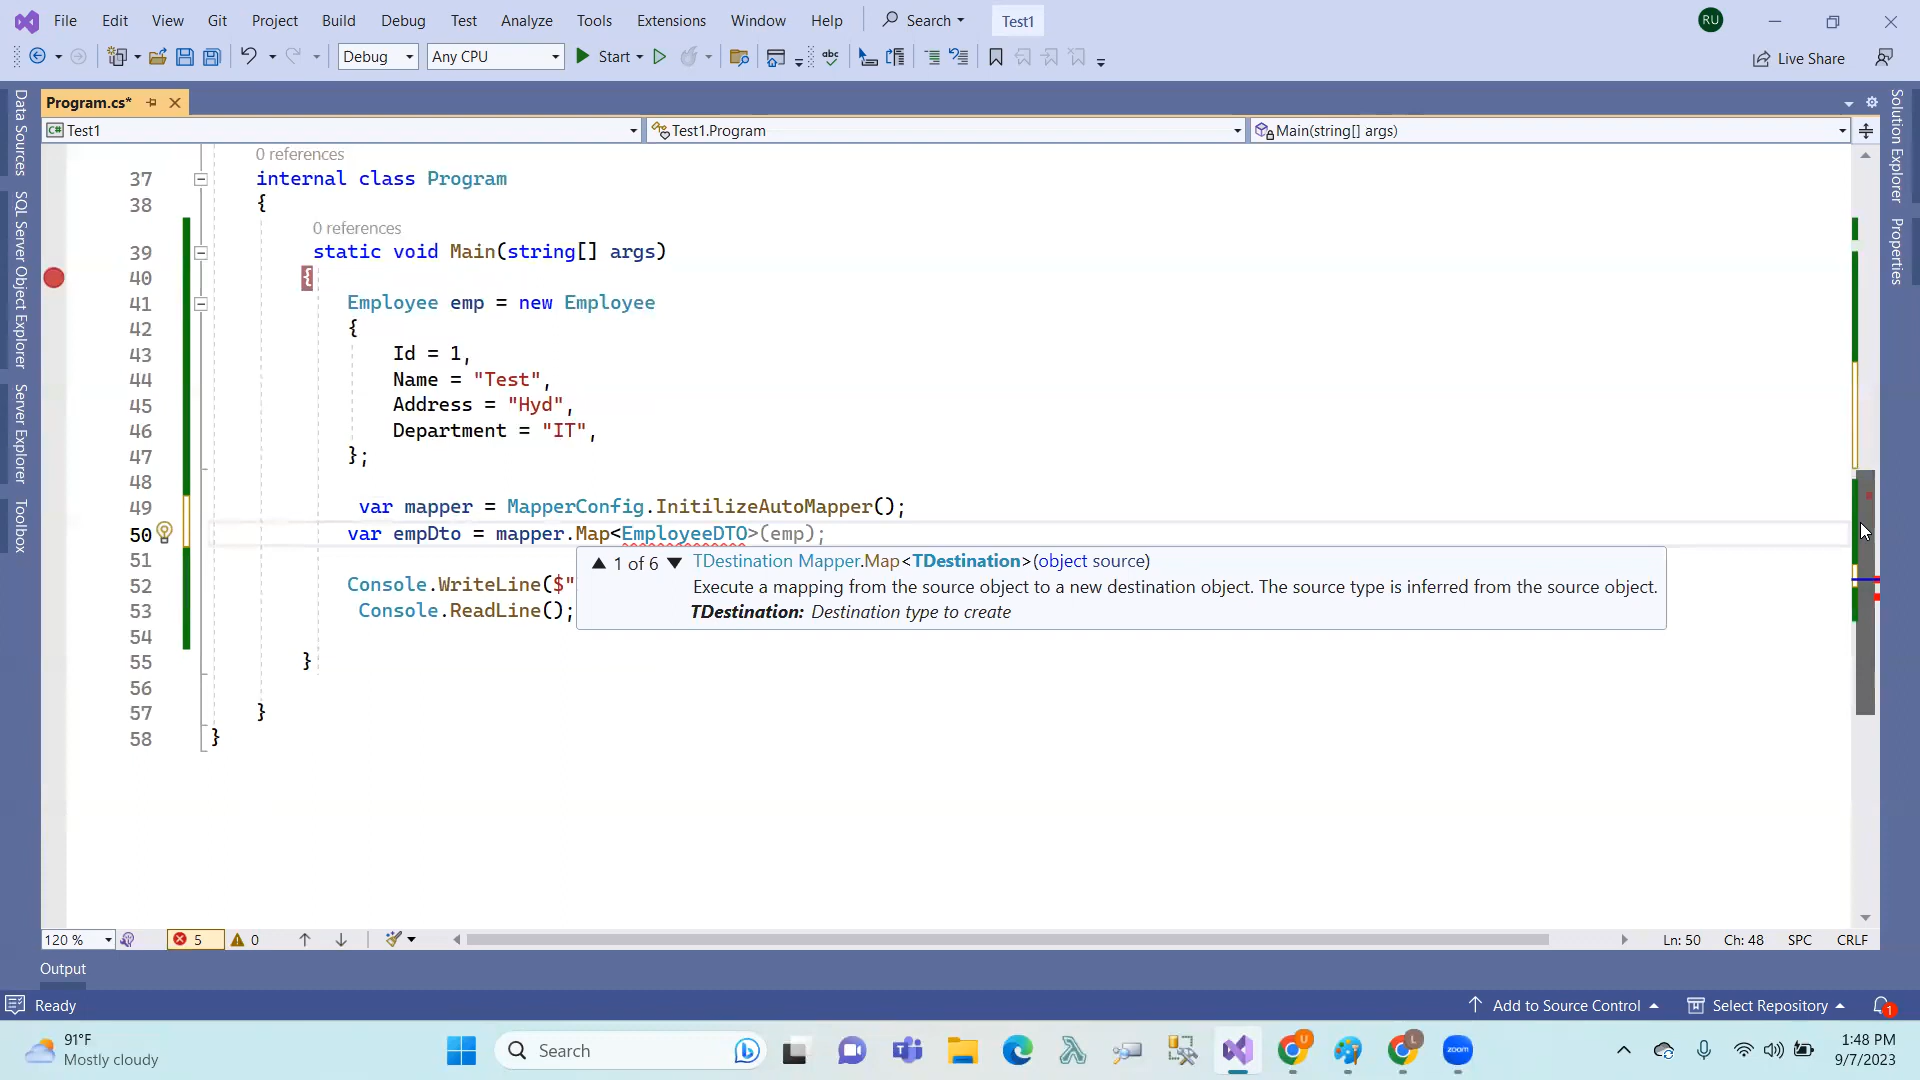 File Edit View Git Project Build Debug Test Analyze Tools Extensions Window Help Search Test1 RU
Debug Any CPU Start abc Live Share
Data Sources
SQL Server Object Explorer
Server Explorer
Toolbox
Program.cs*
C# Test1 Test1.Program Main(string[] args)
0 references
37 internal class Program
38 {
0 references
39 static void Main(string[] args)
40 {
41 Employee emp = new Employee
42 {
43 Id = 1,
44 Name = "Test",
45 Address = "Hyd",
46 Department = "IT",
47 };
48
49 var mapper = MapperConfig.InitilizeAutoMapper();
50 var empDto = mapper.Map<EmployeeDTO>(emp);
51
1 of 6 TDestination Mapper.Map<TDestination>(object source)
Execute a mapping from the source object to a new destination object. The source type is inferred from the source object.
TDestination: Destination type to create
52 Console.WriteLine($"
53 Console.ReadLine();
54
55 }
56
57 }
58 }
Solution Explorer
Properties
120 % 5 0 Ln: 50 Ch: 48 SPC CRLF
Output
Ready Add to Source Control Select Repository 1
91°F
Mostly cloudy
Search
U
L
zoom
1:48 PM
9/7/2023